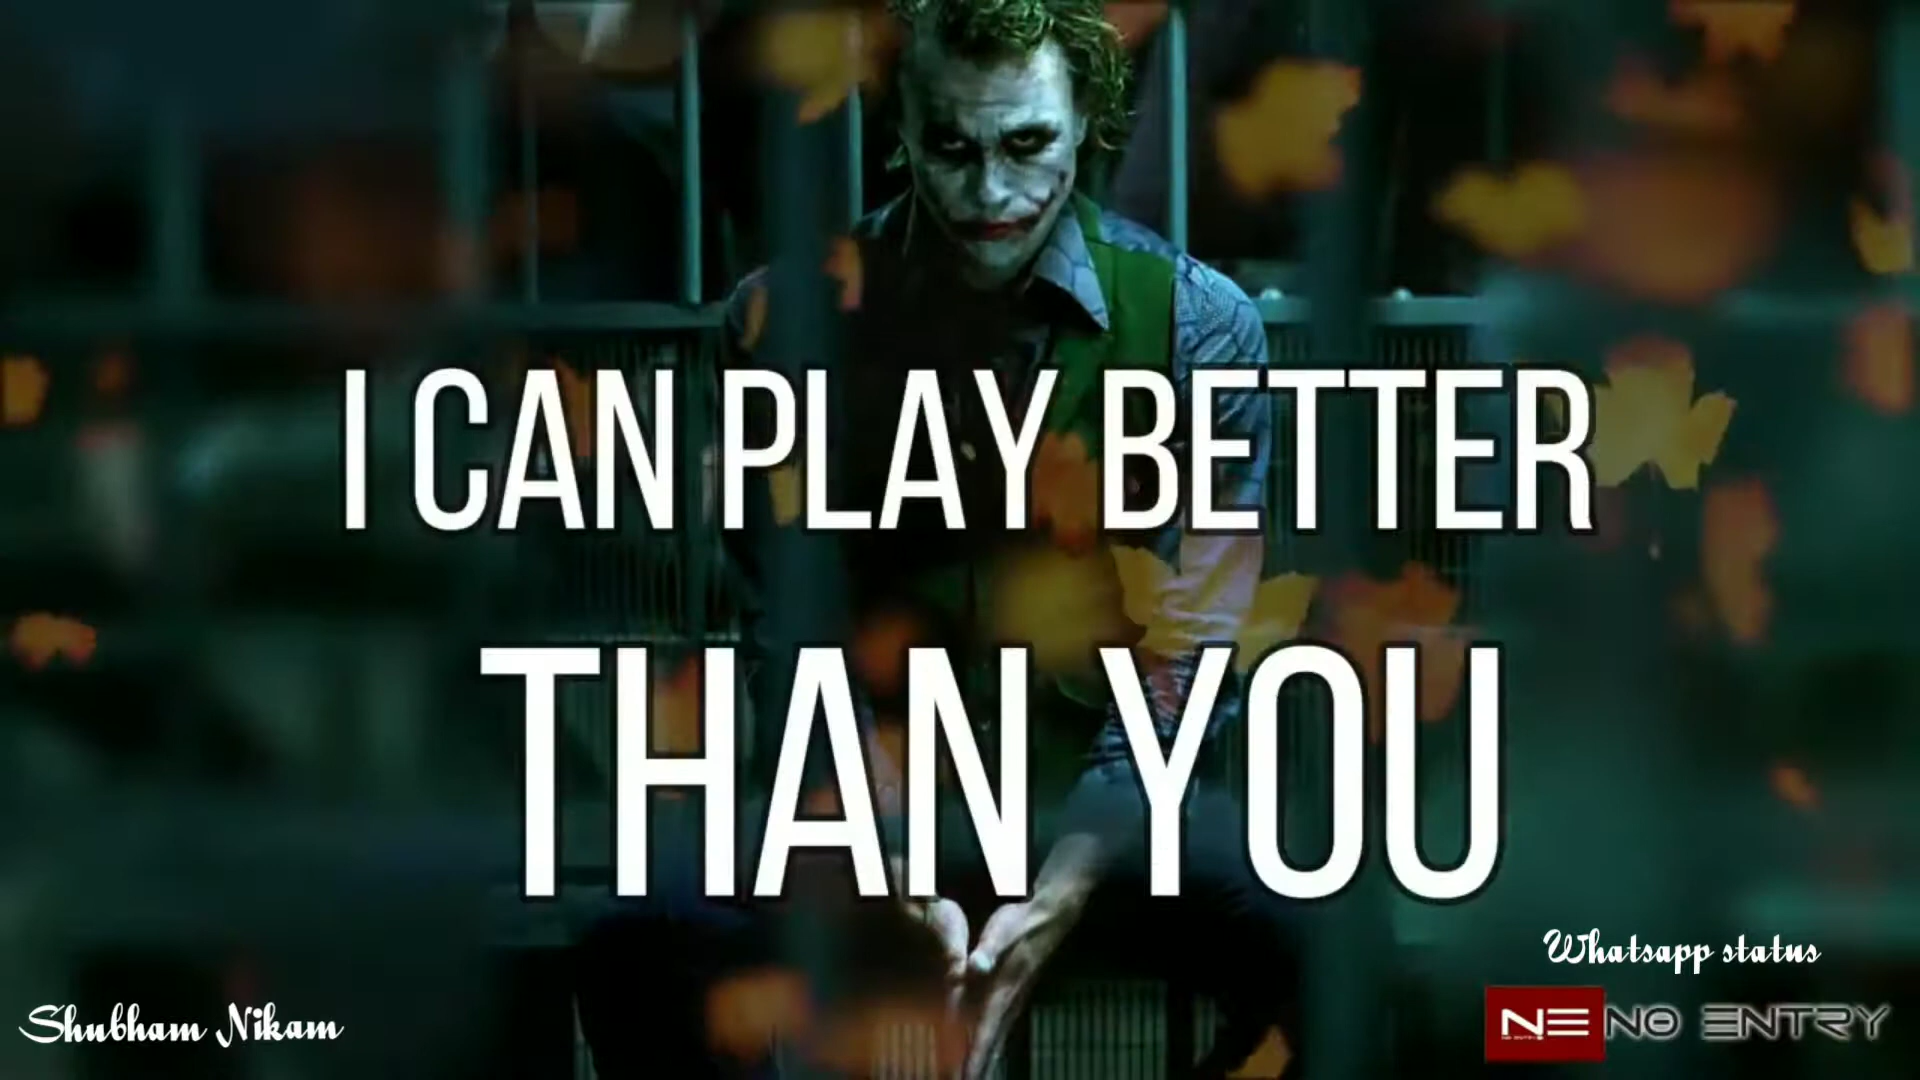 I CAN PLAY BETTER
THAN YOU
Whatsapp status
Shubham Nikam
NE NO ENTRY